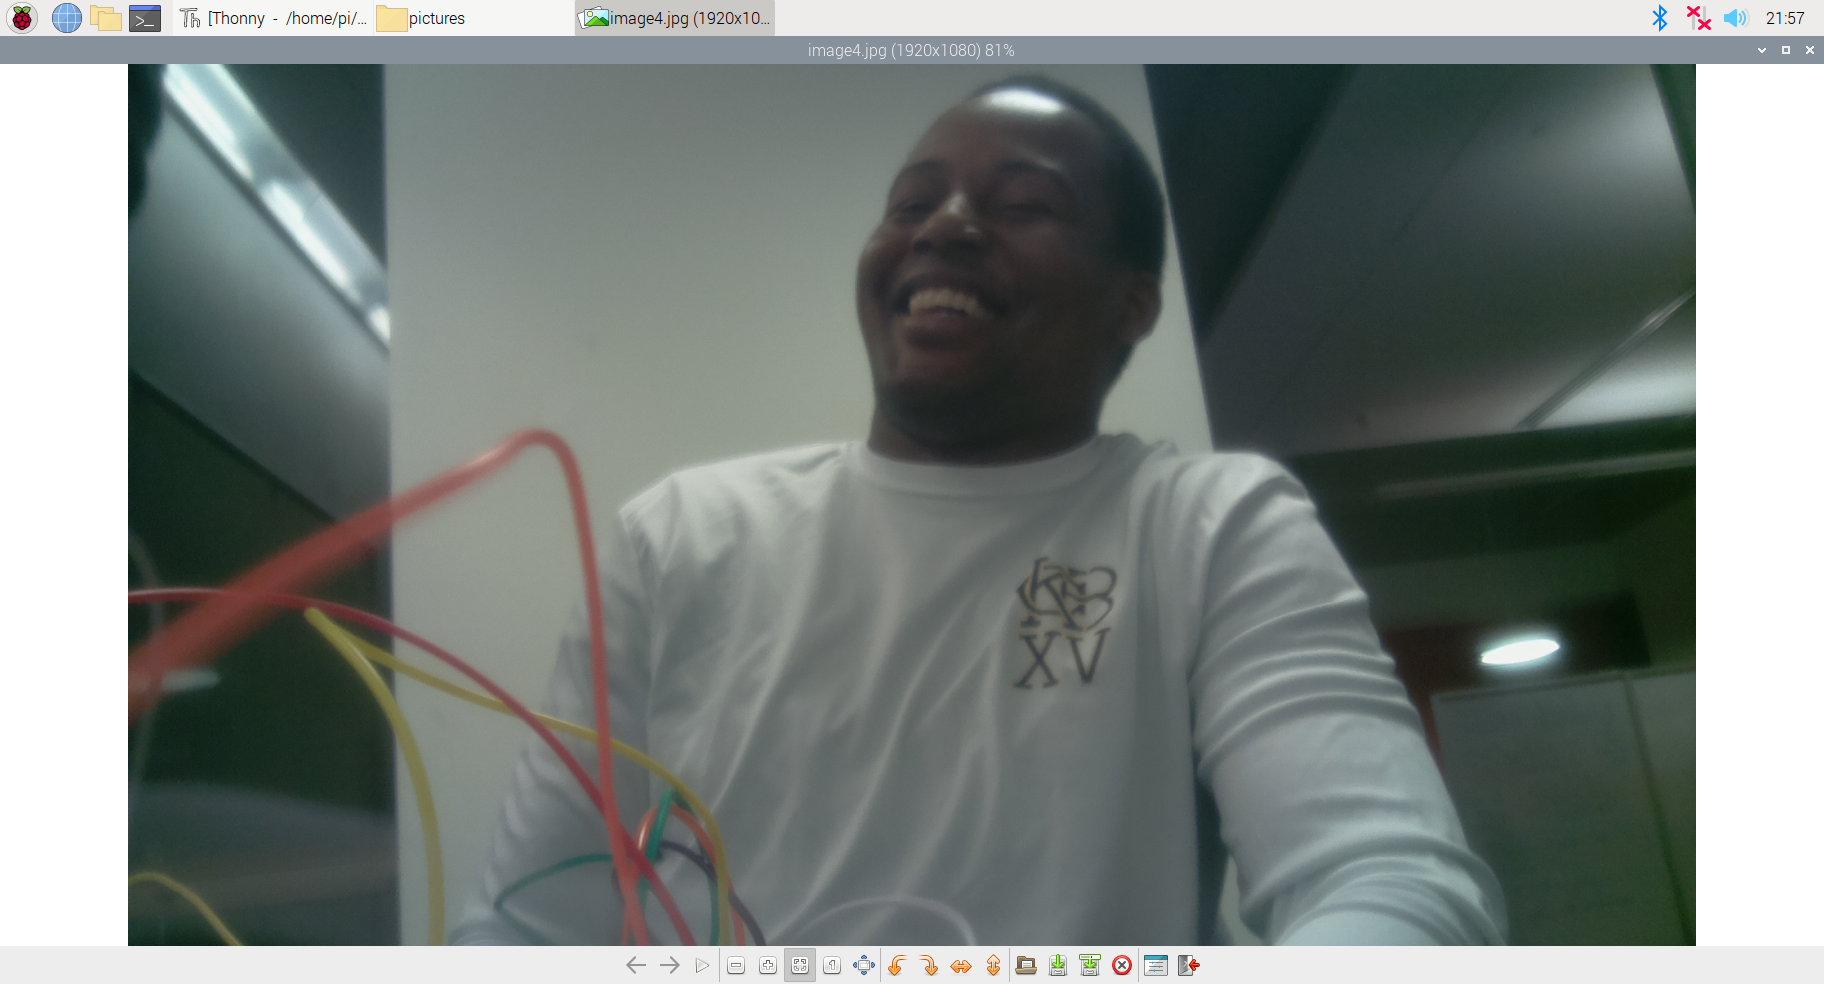 [Thonny - /home/pi/...
pictures
image4.jpg (1920x10...
21:57
image4.jpg (1920x1080) 81%
XV